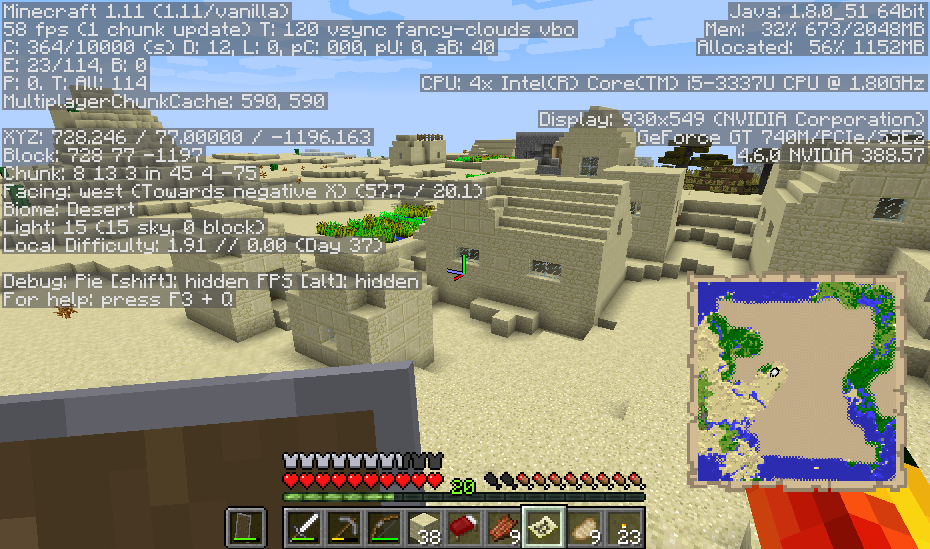 Minecraft 1.11 (1.11/vanilla)
58 fps (1 chunk update) T: 120 vsync fancy-clouds vbo
C: 364/10000 (s) D: 12, L: 0, pC: 000, pU: 0, aB: 40
E: 23/114, B: 0
P: 0, T: All: 114
MultiplayerChunkCache: 590, 590
XYZ: 728.246 / 77.00000 / -1196.163
Block: 728 77 -1197
Chunk: 8 13 3 in 45 4 -75
Facing: west (Towards negative X) (57.7 / 20.1)
Biome: Desert
Light: 15 (15 sky, 0 block)
Local Difficulty: 1.91 // 0.00 (Day 37)
Debug: Pie [shift]: hidden FPS [alt]: hidden
For help: press F3 + Q
Java: 1.8.0_51 64bit
Mem: 32% 673/2048MB
Allocated: 56% 1152MB
CPU: 4x Intel(R) Core(TM) i5-3337U CPU @ 1.80GHz
Display: 930x549 (NVIDIA Corporation)
GeForce GT 740M/PCIe/SSE2
4.6.0 NVIDIA 388.57
20
38
9
9
23